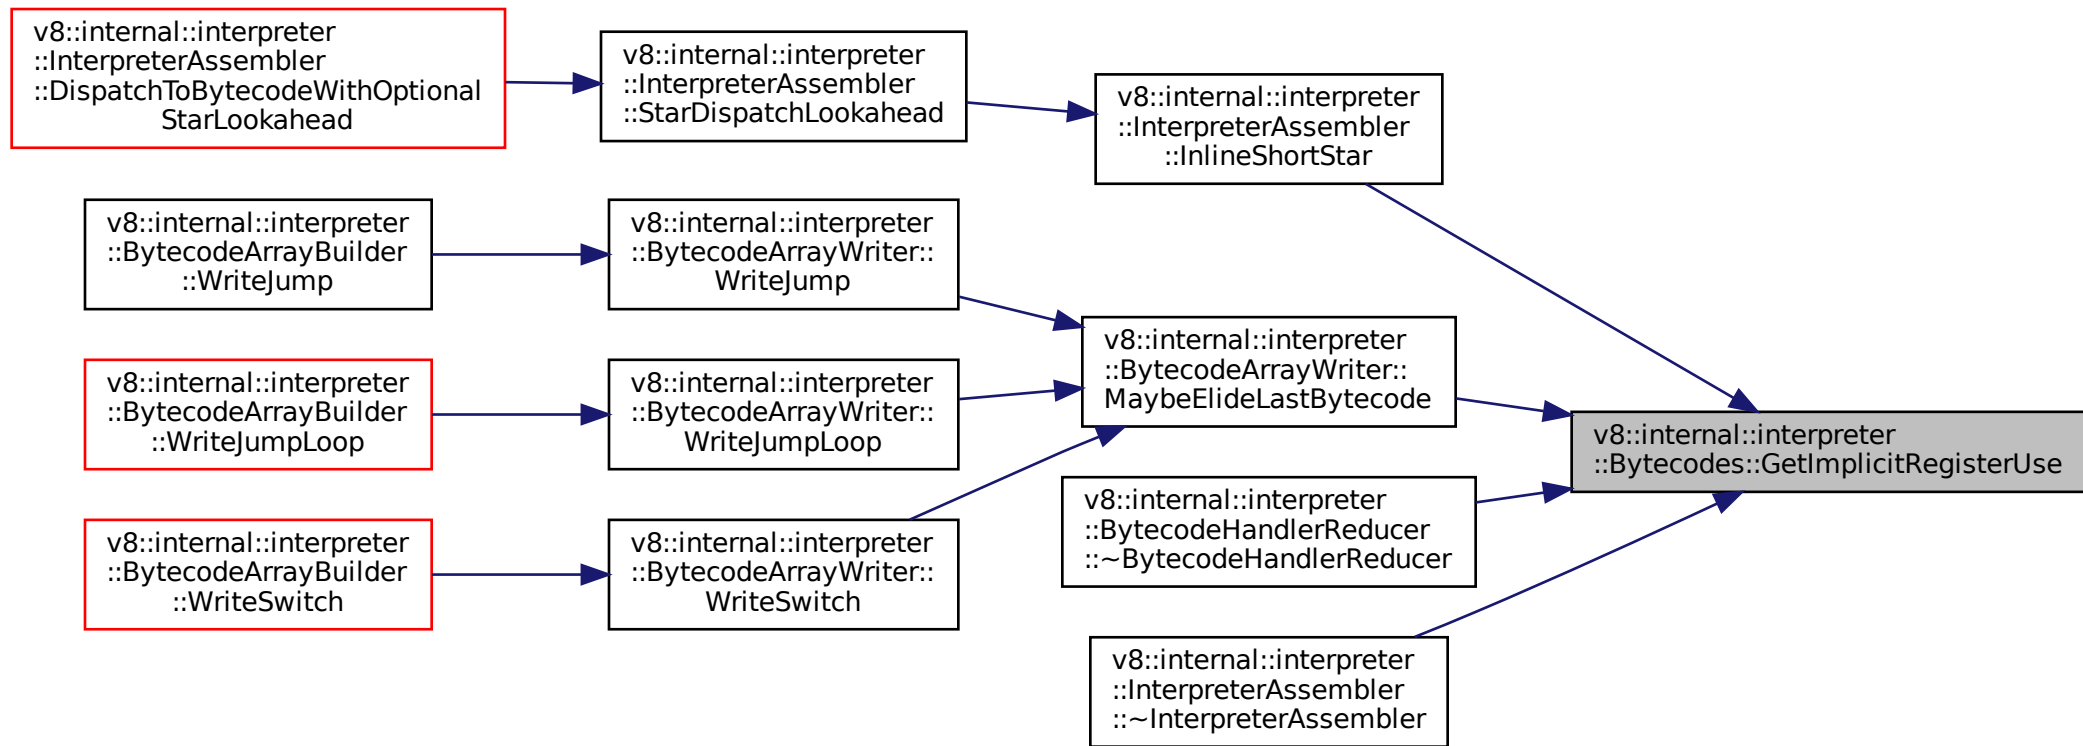 v8::internal::interpreter
::InterpreterAssembler
::DispatchToBytecodeWithOptional
StarLookahead
v8::internal::interpreter
::InterpreterAssembler
::StarDispatchLookahead
v8::internal::interpreter
::InterpreterAssembler
::InlineShortStar
v8::internal::interpreter
::BytecodeArrayBuilder
::WriteJump
v8::internal::interpreter
::BytecodeArrayWriter::
WriteJump
v8::internal::interpreter
::BytecodeArrayBuilder
::WriteJumpLoop
v8::internal::interpreter
::BytecodeArrayWriter::
WriteJumpLoop
v8::internal::interpreter
::BytecodeArrayWriter::
MaybeElideLastBytecode
v8::internal::interpreter
::Bytecodes::GetImplicitRegisterUse
v8::internal::interpreter
::BytecodeArrayBuilder
::WriteSwitch
v8::internal::interpreter
::BytecodeArrayWriter::
WriteSwitch
v8::internal::interpreter
::BytecodeHandlerReducer
::~BytecodeHandlerReducer
v8::internal::interpreter
::InterpreterAssembler
::~InterpreterAssembler